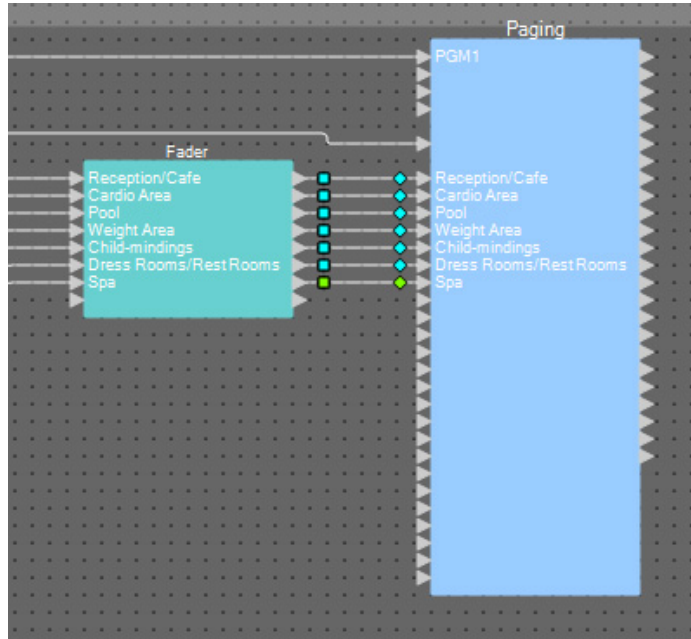 Paging
PGM1
Fader
Reception/Cafe
Cardio Area
Pool
Weight Area
Child-mindings
Dress Rooms/Rest Rooms
Spa
Reception/Cafe
Cardio Area
Pool
Weight Area
Child-mindings
Dress Rooms/Rest Rooms
Spa